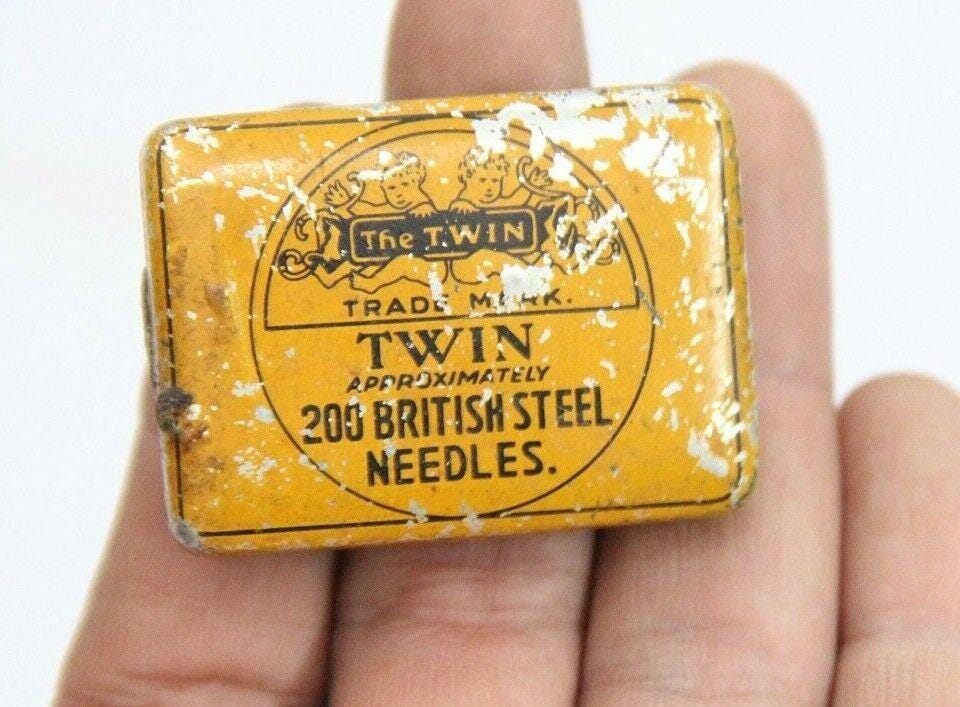 The TWIN
TRADE MARK.
TWIN
APPROXIMATELY
200 BRITISH STEEL
NEEDLES.